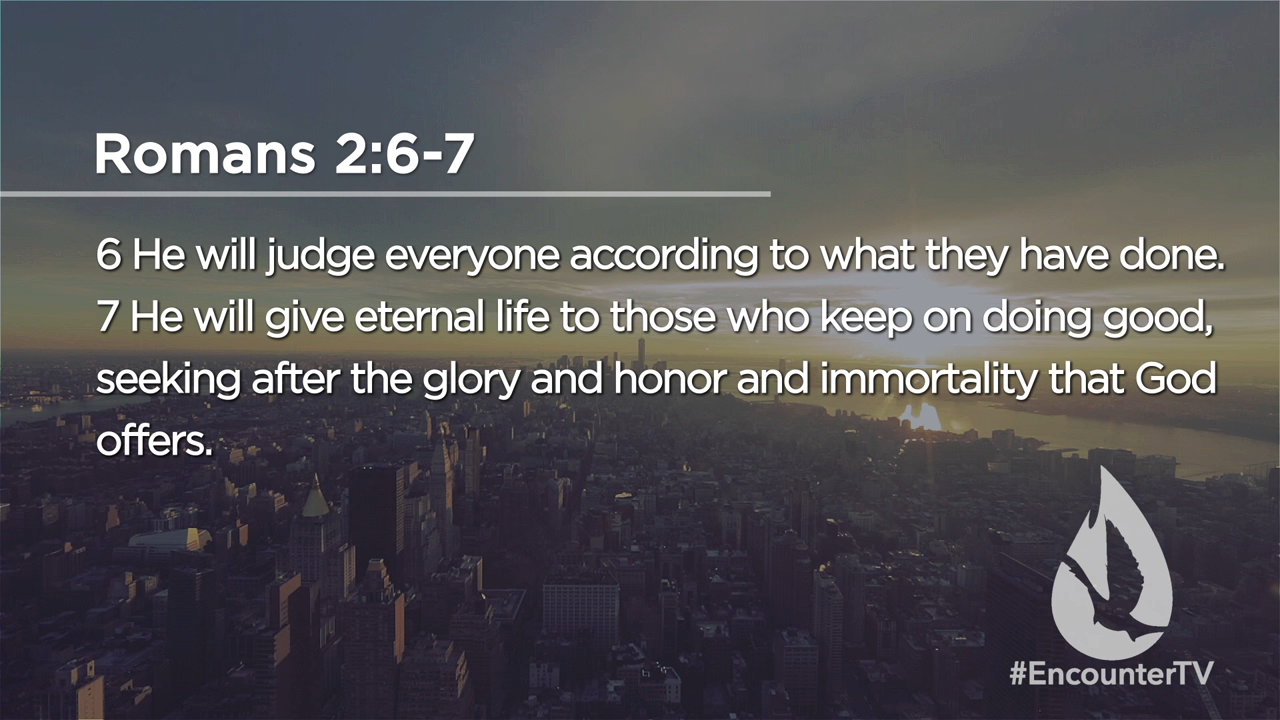 Romans 2:6-7
6 He will judge everyone according to what they have done.
7 He will give eternal life to those who keep on doing good,
seeking after the glory and honor and immortality that God
offers.
#EncounterTV